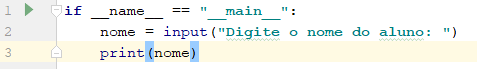 1 if __name__ == "__main__":
2 nome = input("Digite o nome do aluno: ")
3 print(nome)